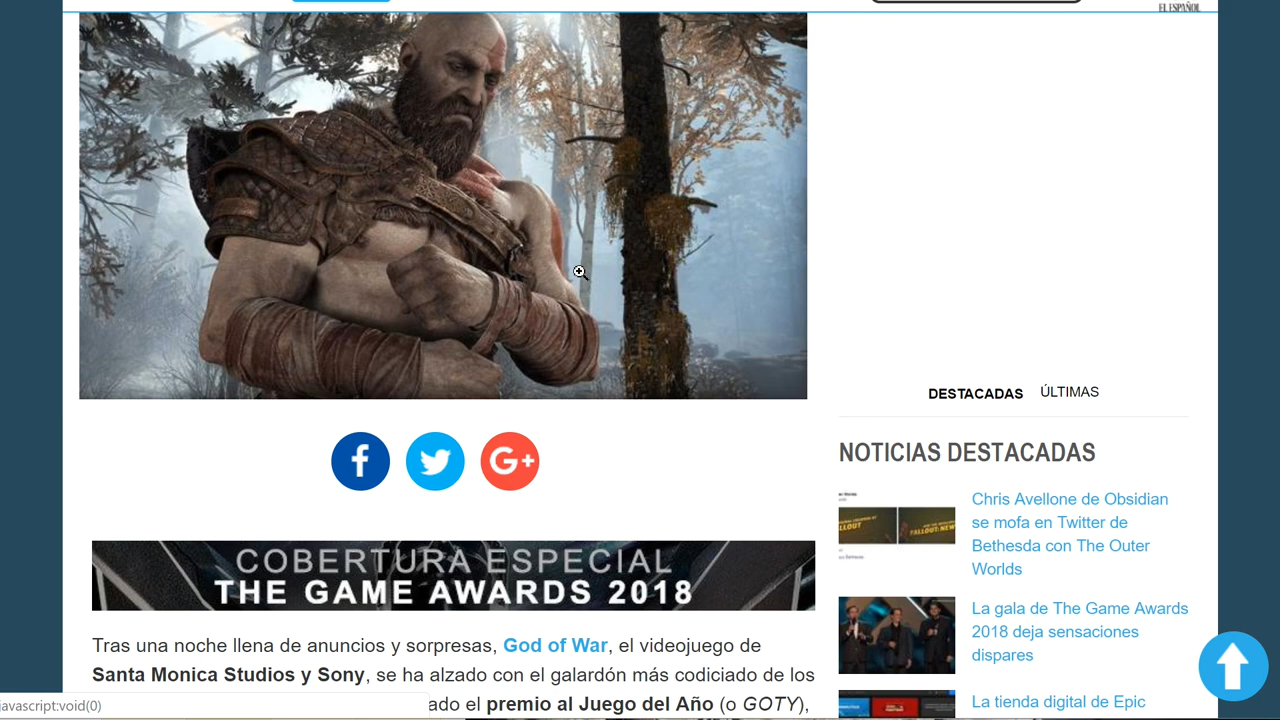 EL ESPAÑOL
DESTACADAS ÚLTIMAS
f G+
COBERTURA ESPECIAL
THE GAME AWARDS 2018
Tras una noche llena de anuncios y sorpresas, God of War, el videojuego de
Santa Monica Studios y Sony, se ha alzado con el galardón más codiciado de los
ado el premio al Juego del Año (o GOTY),
javascript:void(0)
NOTICIAS DESTACADAS
Chris Avellone de Obsidian
se mofa en Twitter de
Bethesda con The Outer
Worlds
La gala de The Game Awards
2018 deja sensaciones
dispares
La tienda digital de Epic